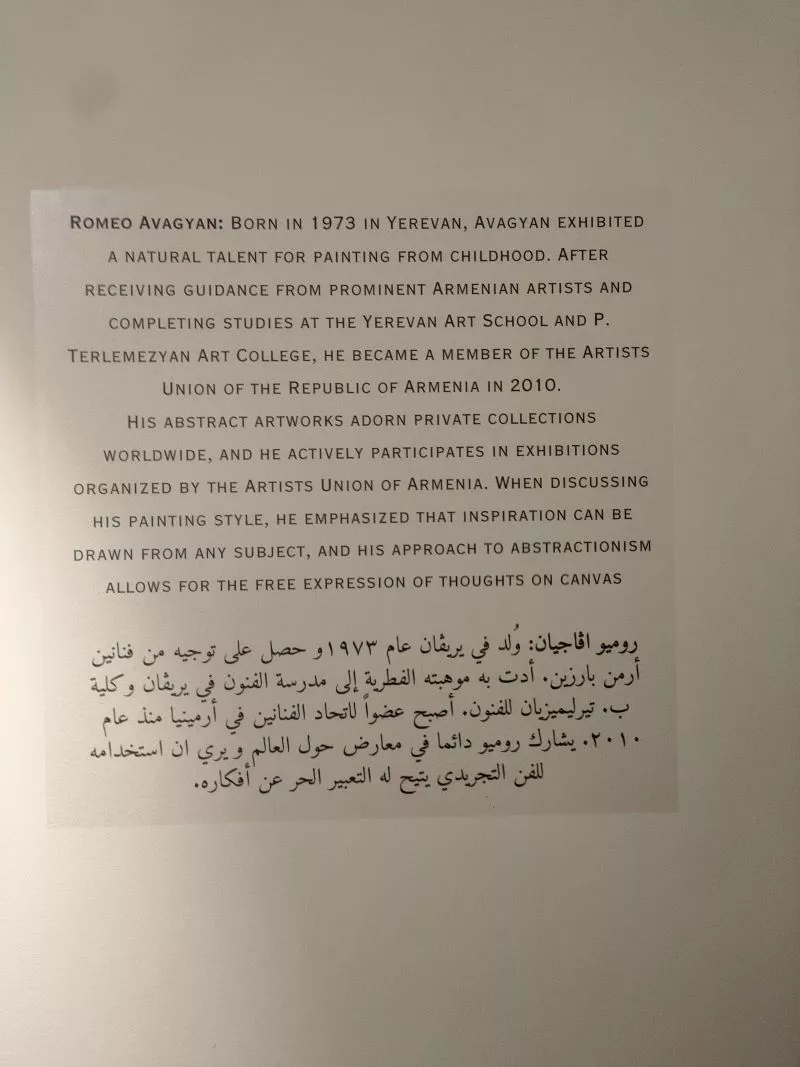 ROMEO AVAGYAN: BORN IN 1973 IN YEREVAN, AVAGYAN EXHIBITED
A NATURAL TALENT FOR PAINTING FROM CHILDHOOD. AFTER
RECEIVING GUIDANCE FROM PROMINENT ARMENIAN ARTISTS AND
COMPLETING STUDIES AT THE YEREVAN ART SCHOOL AND P.
TERLEMEZYAN ART COLLEGE, HE BECAME A MEMBER OF THE ARTISTS
UNION OF THE REPUBLIC OF ARMENIA IN 2010.
HIS ABSTRACT ARTWORKS ADORN PRIVATE COLLECTIONS
WORLDWIDE, AND HE ACTIVELY PARTICIPATES IN EXHIBITIONS
ORGANIZED BY THE ARTISTS UNION OF ARMENIA. WHEN DISCUSSING
HIS PAINTING STYLE, HE EMPHASIZED THAT INSPIRATION CAN BE
DRAWN FROM ANY SUBJECT, AND HIS APPROACH TO ABSTRACTIONISM
ALLOWS FOR THE FREE EXPRESSION OF THOUGHTS ON CANVAS
روميو اڤاجيان: وُلد في يريڤان عام ١٩٧٣و حصل على توجيه من فنانين
أرمن بارزين. أدت به موهبته الفطرية إلى مدرسة الفنون في يريڤان وكلية
ب. تيرليميزيان للفنون. أصبح عضواً لاتحاد الفنانين في أرمينيا منذ عام
٢٠١٠. يشارك روميو دائما في معارض حول العالم و يري ان استخدامه
للفن التجريدي يتيح له التعبير الحر عن أفكاره.